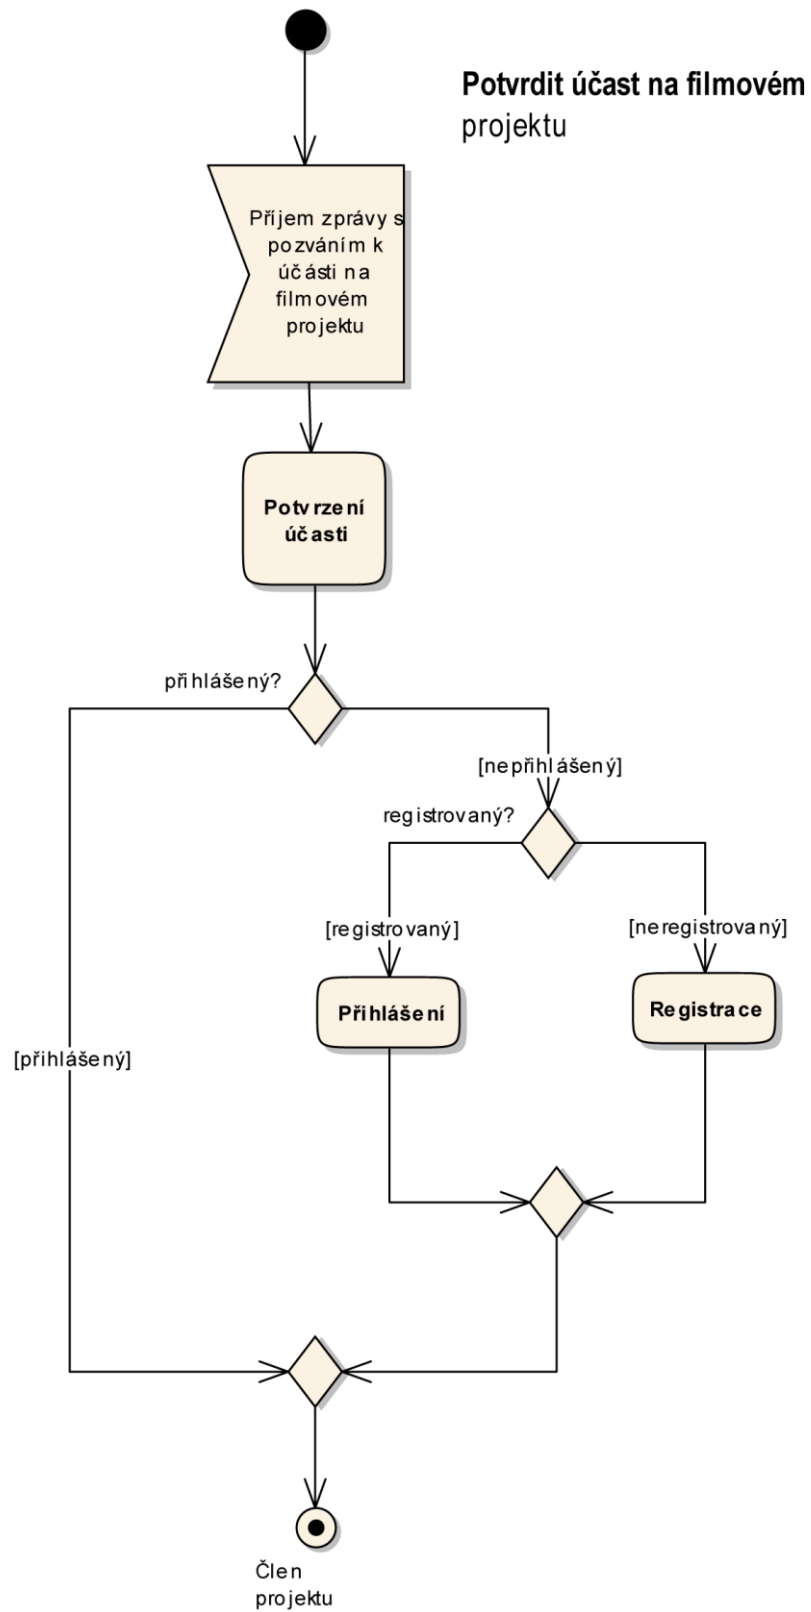 Potvrdit účast na filmovém
projektu
Příjem zprávy s
pozváním k
účásti na
filmovém
projektu
Potvrzení
účasti
přihlášený?
[nepřihlášený]
registrovaný?
[registrovaný]
[neregistrovaný]
Přihlášení
Registrace
[přihlášený]
Člen
projektu